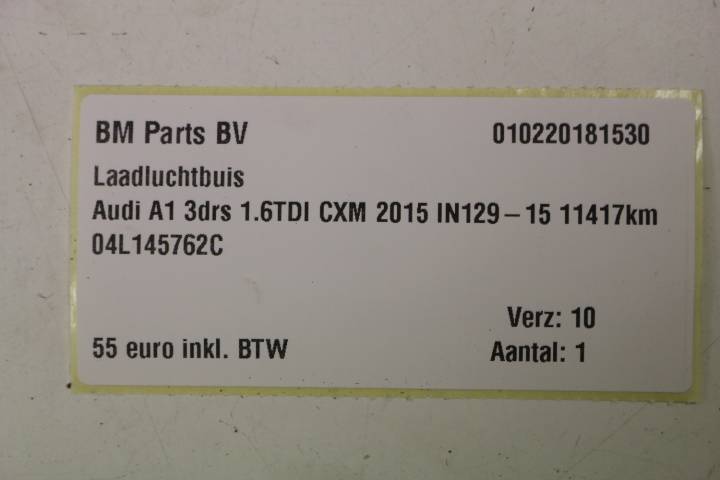 BM Parts BV 010220181530
Laadluchtbuis
Audi A1 3drs 1.6TDI CXM 2015 IN129-15 11417km
04L145762C
Verz: 10
55 euro inkl. BTW Aantal: 1